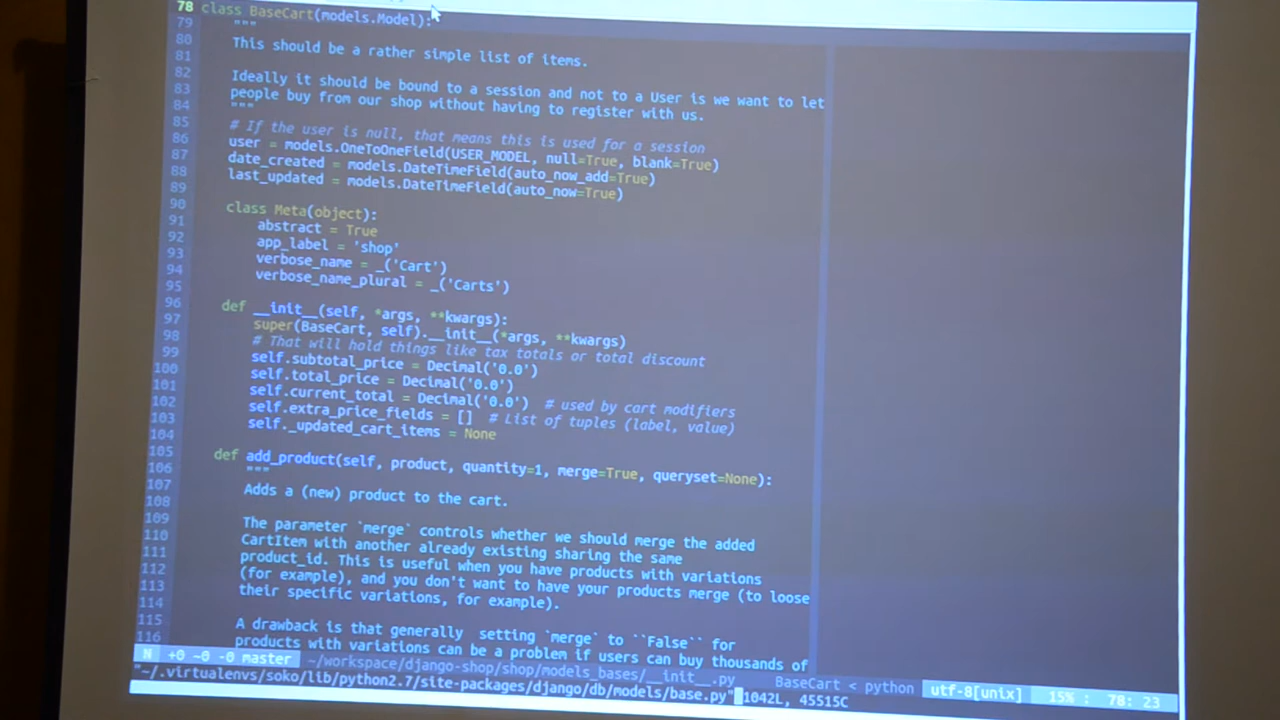 78 class BaseCart(models.Model):
79 """
80 This should be a rather simple list of items.
81
82 Ideally it should be bound to a session and not to a User is we want to let
83 people buy from our shop without having to register with us.
84 """
85 # If the user is null, that means this is used for a session
86 user = models.OneToOneField(USER_MODEL, null=True, blank=True)
87 date_created = models.DateTimeField(auto_now_add=True)
88 last_updated = models.DateTimeField(auto_now=True)
89
90 class Meta(object):
91 abstract = True
92 app_label = 'shop'
93 verbose_name = _('Cart')
94 verbose_name_plural = _('Carts')
95
96 def __init__(self, *args, **kwargs):
97 super(BaseCart, self).__init__(*args, **kwargs)
98 # That will hold things like tax totals or total discount
99 self.subtotal_price = Decimal('0.0')
100 self.total_price = Decimal('0.0')
101 self.current_total = Decimal('0.0') # used by cart modifiers
102 self.extra_price_fields = [] # List of tuples (label, value)
103 self._updated_cart_items = None
104
105 def add_product(self, product, quantity=1, merge=True, queryset=None):
106 """
107 Adds a (new) product to the cart.
108
109 The parameter `merge` controls whether we should merge the added
110 CartItem with another already existing sharing the same
111 product_id. This is useful when you have products with variations
112 (for example), and you don't want to have your products merge (to loose
113 their specific variations, for example).
114
115 A drawback is that generally  setting `merge` to ``False`` for
116 products with variations can be a problem if users can buy thousands of
N +0 ~0 -0 master ~/workspace/django-shop/shop/models_bases/__init__.py BaseCart < python utf-8[unix] 15% : 78: 23
"~/.virtualenvs/soko/lib/python2.7/site-packages/django/db/models/base.py" 1042L, 45515C